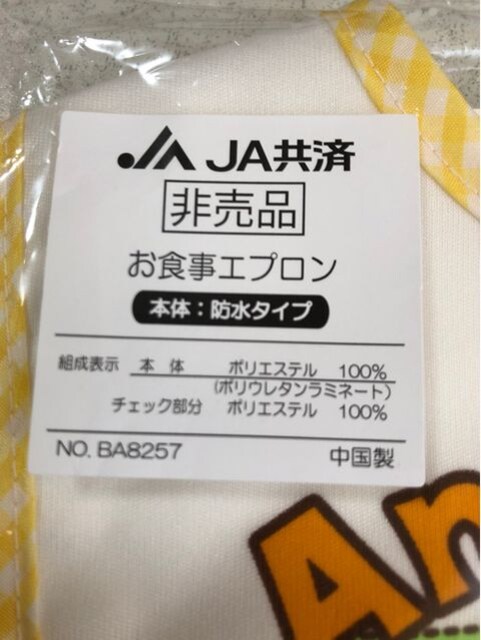 JA JA共済
非売品
お食事エプロン
本体：防水タイプ
組成表示 本 体 ポリエステル 100%
(ポリウレタンラミネート)
チェック部分 ポリエステル 100%
NO. BA8257 中国製
An